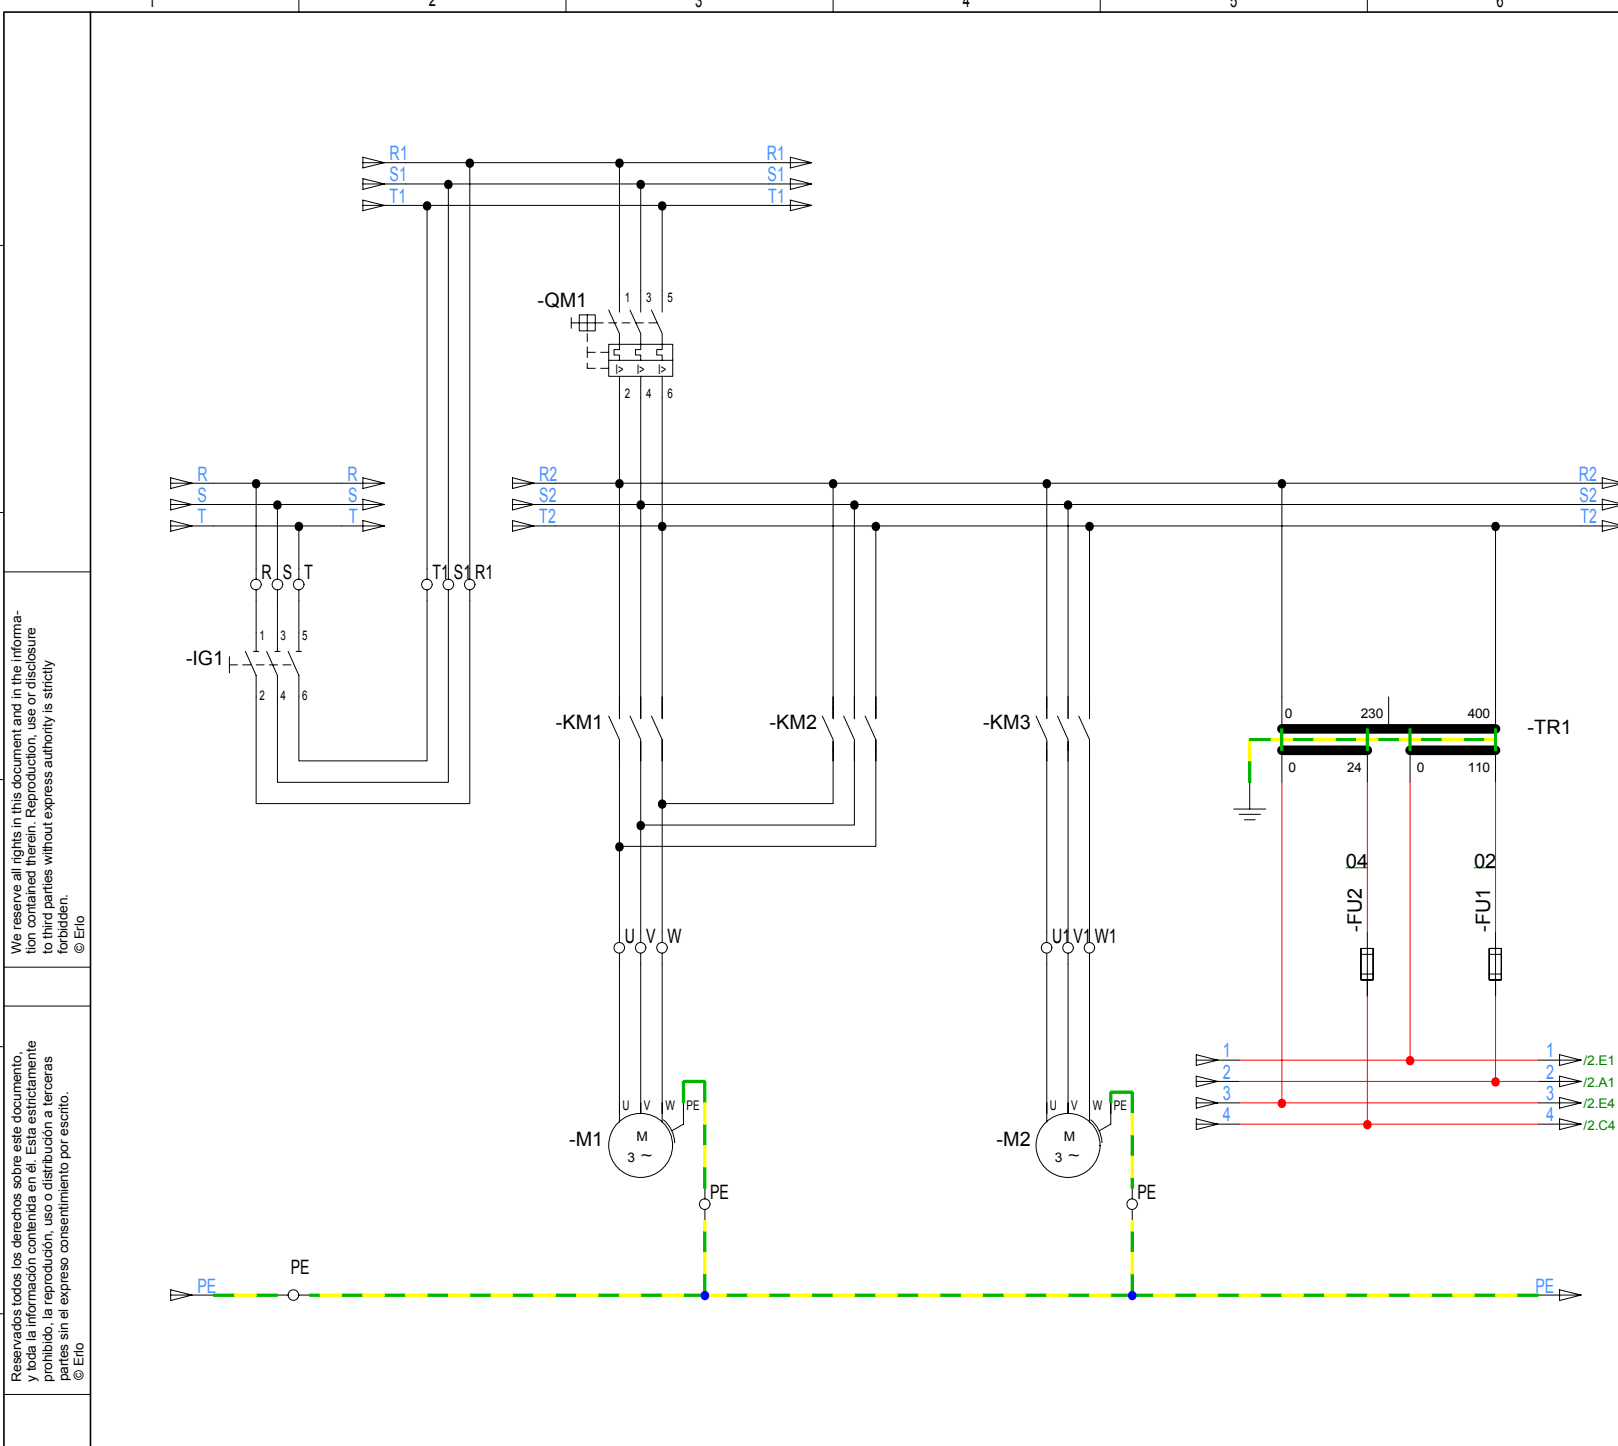 1 2 3 4 5 6
R1 R1
S1 S1
T1 T1
-QM1
1 3 5
2 4 6
R R
S S
T T
R2 R2
S2 S2
T2 T2
R S T
T1 S1 R1
-IG1
1 3 5
2 4 6
-KM1
-KM2
-KM3
0 230 400
-TR1
0 24 0 110
04
-FU2
02
-FU1
U V W
U1 V1 W1
1 1 /2.E1
2 2 /2.A1
3 3 /2.E4
4 4 /2.C4
U V W PE
-M1
M
3 ~
PE
U V W PE
-M2
M
3 ~
PE
PE PE PE
We reserve all rights in this document and in the informa-
tion contained therein. Reproduction, use or disclosure
to third parties without express authority is strictly
forbidden.
© Erlo
Reservados todos los derechos sobre este documento,
y toda la información contenida en él. Esta estrictamente
prohibido, la reprodución, uso o distribución a terceras
partes sin el expreso consentimiento por escrito.
© Erlo